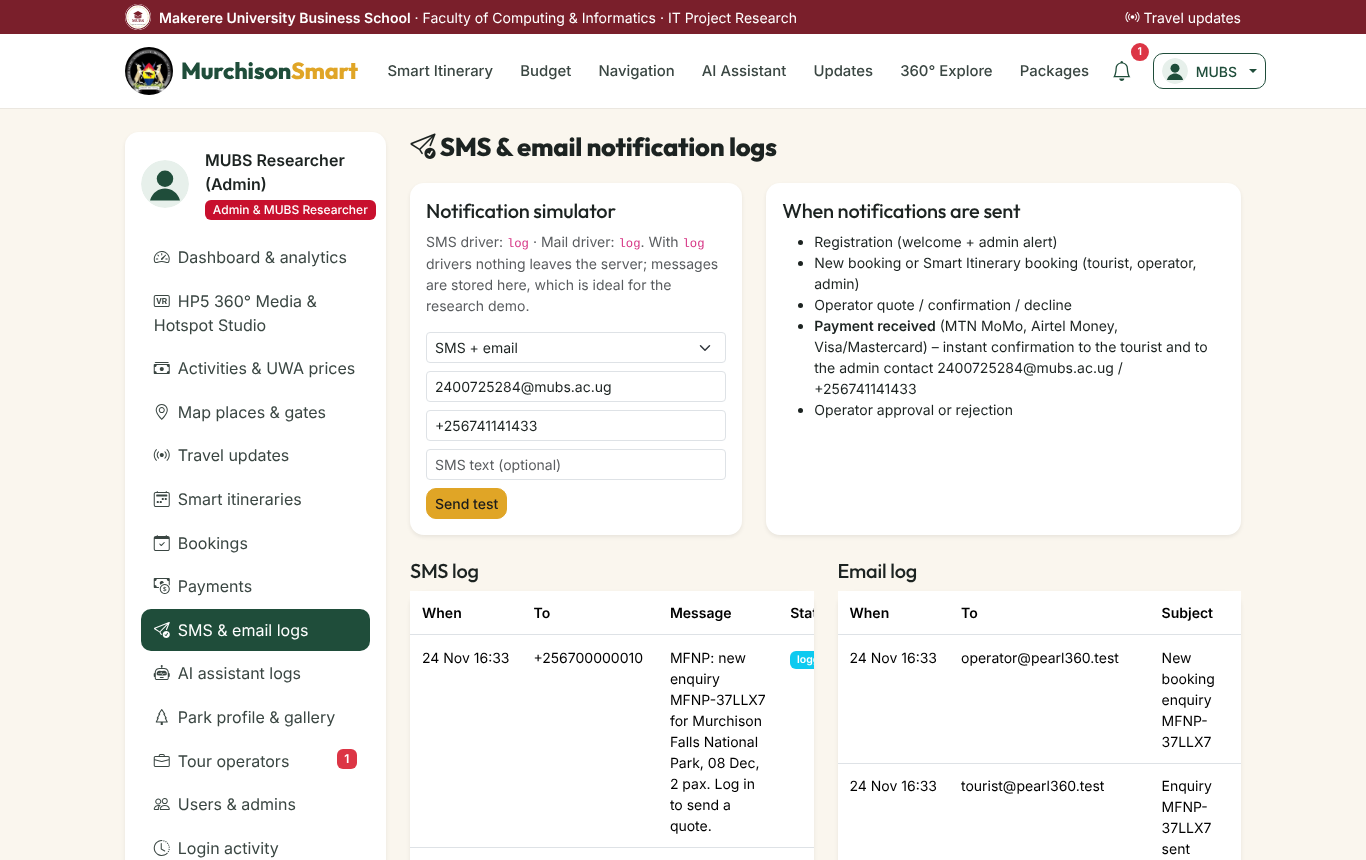 Makerere University Business School · Faculty of Computing & Informatics · IT Project Research
Travel updates
MurchisonSmart
Smart Itinerary
Budget
Navigation
AI Assistant
Updates
360° Explore
Packages
1
MUBS
MUBS Researcher
(Admin)
Admin & MUBS Researcher
Dashboard & analytics
HP5 360° Media &
Hotspot Studio
Activities & UWA prices
Map places & gates
Travel updates
Smart itineraries
Bookings
Payments
SMS & email logs
AI assistant logs
Park profile & gallery
Tour operators 1
Users & admins
Login activity
SMS & email notification logs
Notification simulator
SMS driver: log · Mail driver: log. With log
drivers nothing leaves the server; messages
are stored here, which is ideal for the
research demo.
SMS + email
2400725284@mubs.ac.ug
+256741141433
SMS text (optional)
Send test
When notifications are sent
Registration (welcome + admin alert)
New booking or Smart Itinerary booking (tourist, operator,
admin)
Operator quote / confirmation / decline
Payment received (MTN MoMo, Airtel Money,
Visa/Mastercard) – instant confirmation to the tourist and to
the admin contact 2400725284@mubs.ac.ug /
+256741141433
Operator approval or rejection
SMS log
When To Message
24 Nov 16:33 +256700000010 MFNP: new
enquiry
MFNP-37LLX7
for Murchison
Falls National
Park, 08 Dec,
2 pax. Log in
to send a
quote.
Email log
When To Subject
24 Nov 16:33 operator@pearl360.test New
booking
enquiry
MFNP-
37LLX7
24 Nov 16:33 tourist@pearl360.test Enquiry
MFNP-
37LLX7
sent